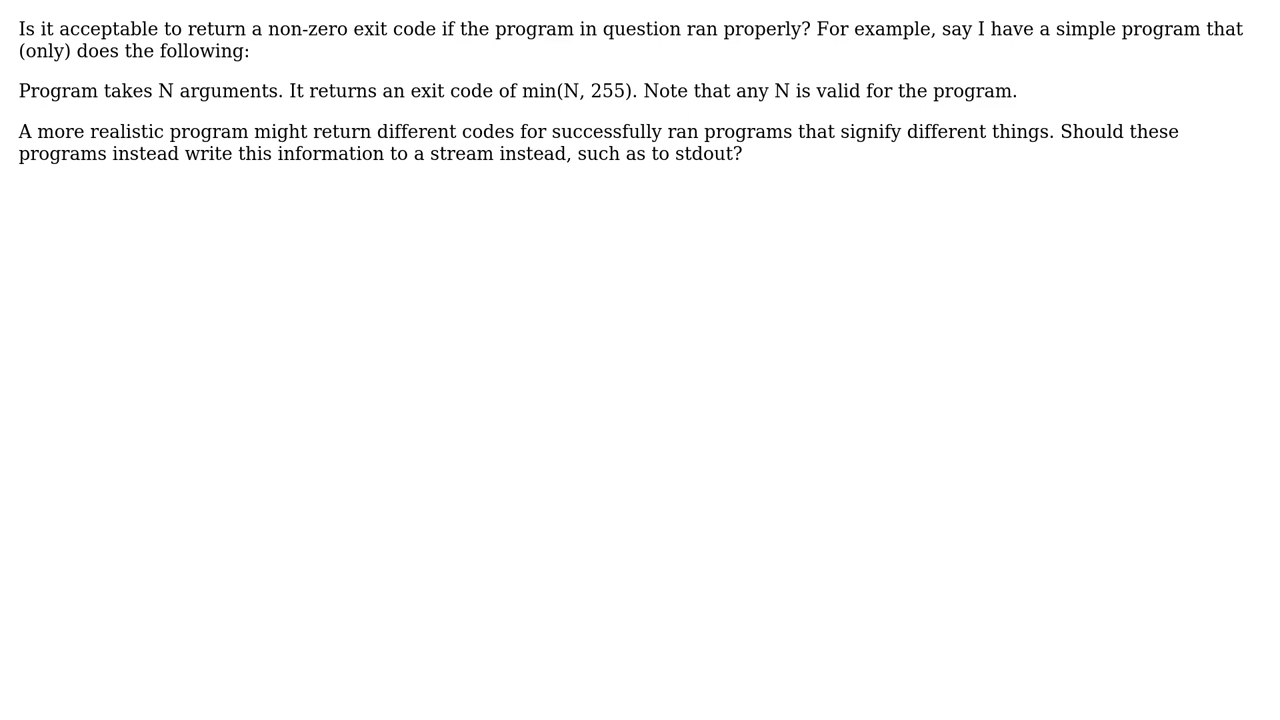 Is it acceptable to return a non-zero exit code if the program in question ran properly? For example, say I have a simple program that
(only) does the following:
Program takes N arguments. It returns an exit code of min(N, 255). Note that any N is valid for the program.
A more realistic program might return different codes for successfully ran programs that signify different things. Should these
programs instead write this information to a stream instead, such as to stdout?